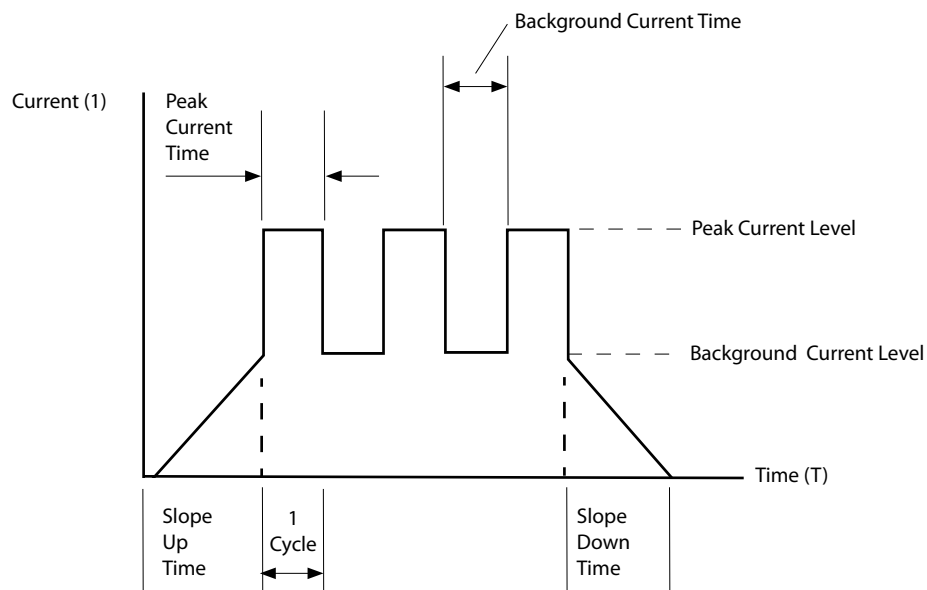 Background Current Time
Current (1)
Peak
Current
Time
Peak Current Level
Background Current Level
Time (T)
Slope
Up
Time
1
Cycle
Slope
Down
Time